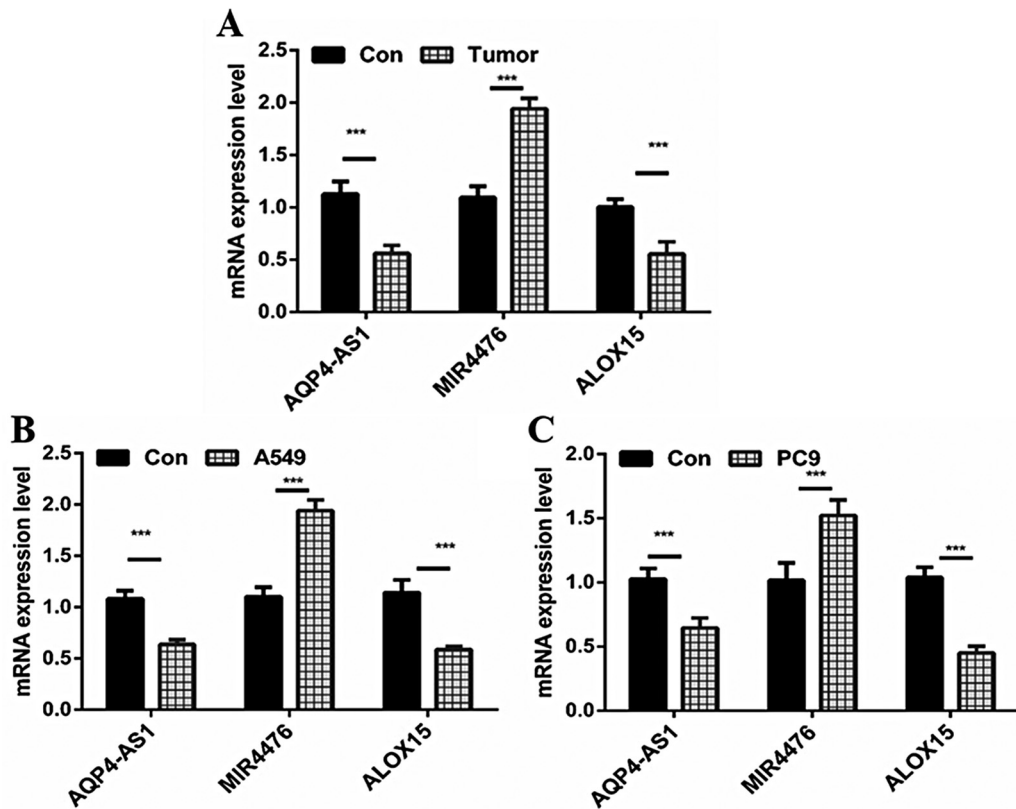 A
Con Tumor
mRNA expression level
2.5
2.0
1.5
1.0
0.5
0.0
***
***
***
AQP4-AS1
MIR4476
ALOX15
B
Con A549
mRNA expression level
2.5
2.0
1.5
1.0
0.5
0.0
***
***
***
AQP4-AS1
MIR4476
ALOX15
C
Con PC9
mRNA expression level
2.0
1.5
1.0
0.5
0.0
***
***
***
AQP4-AS1
MIR4476
ALOX15